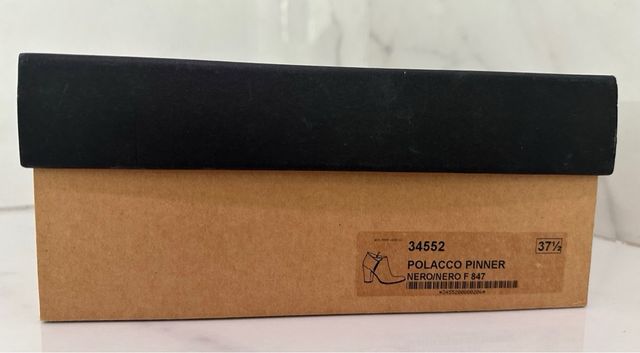 34552
37½
POLACCO PINNER
NERO/NERO F 847